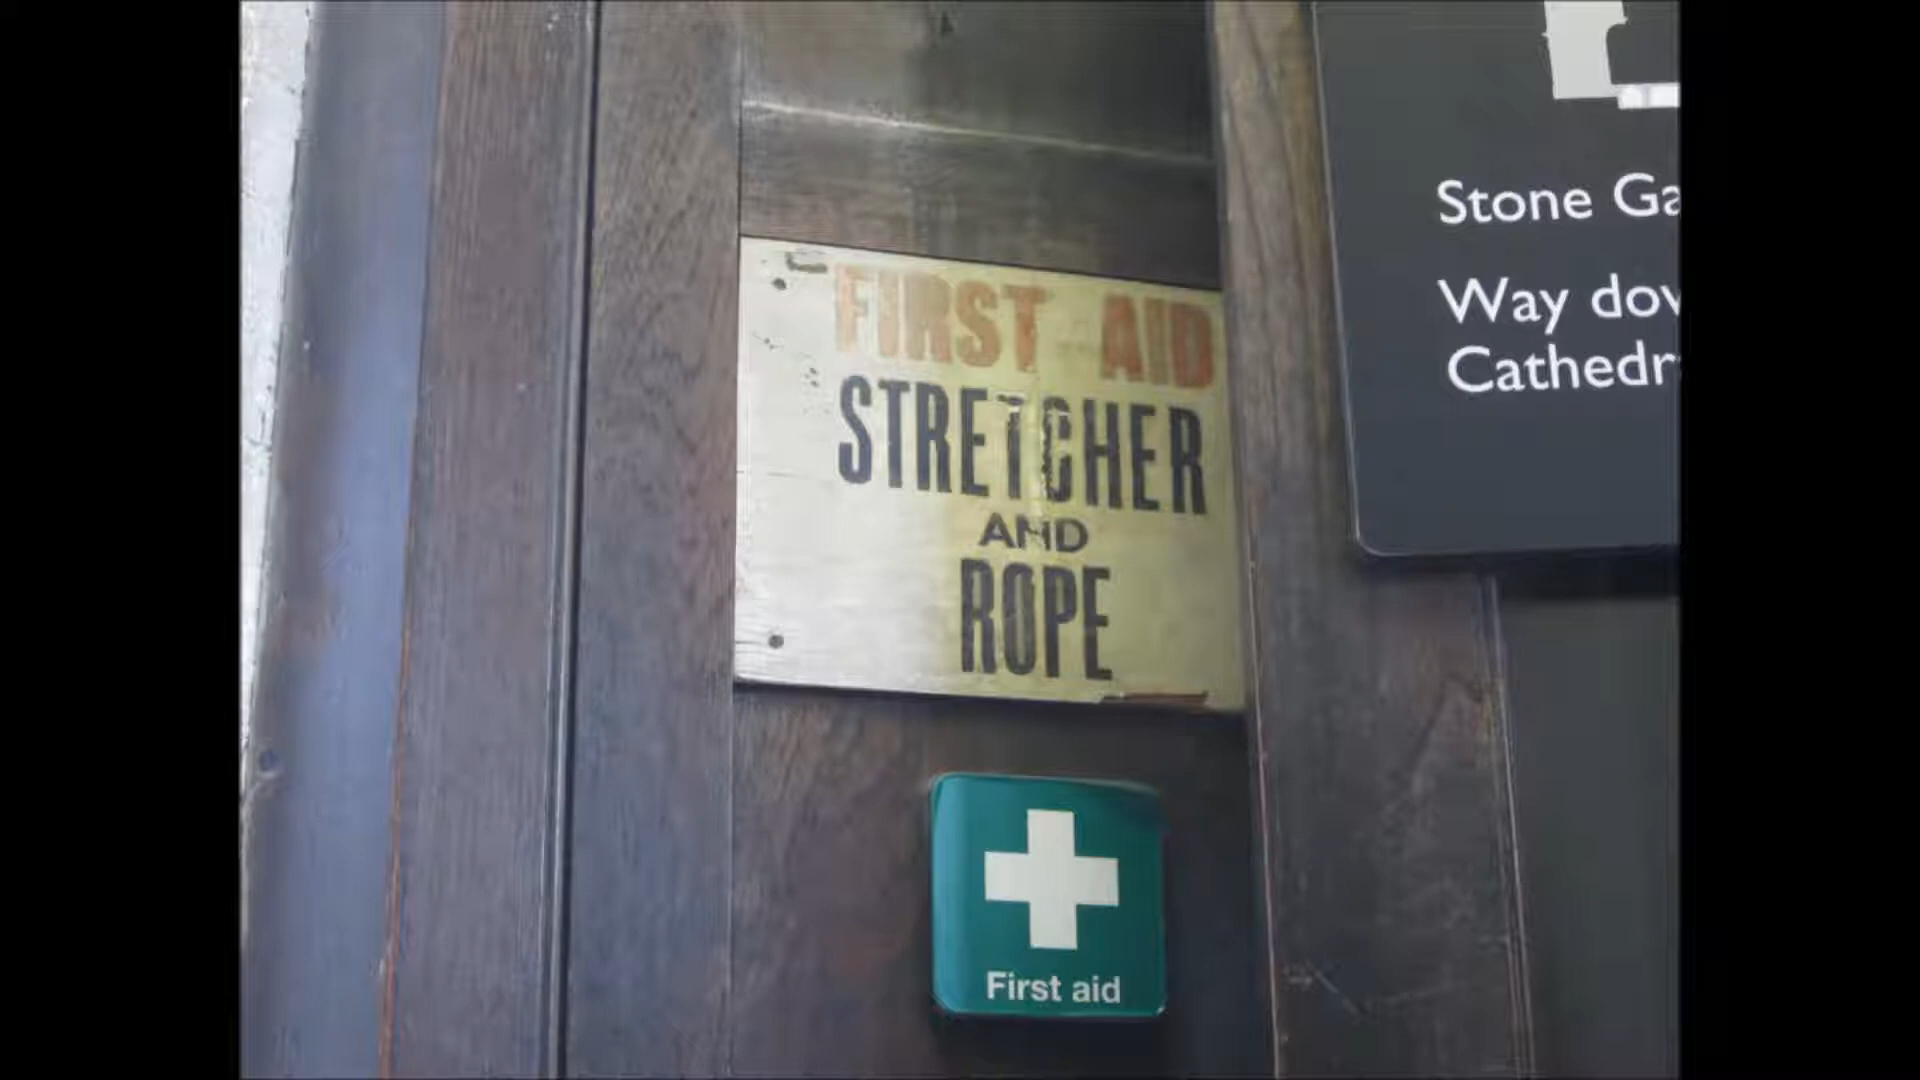 FIRST AID
STRETCHER
AND
ROPE
First aid
Stone Ga
Way dow
Cathedr